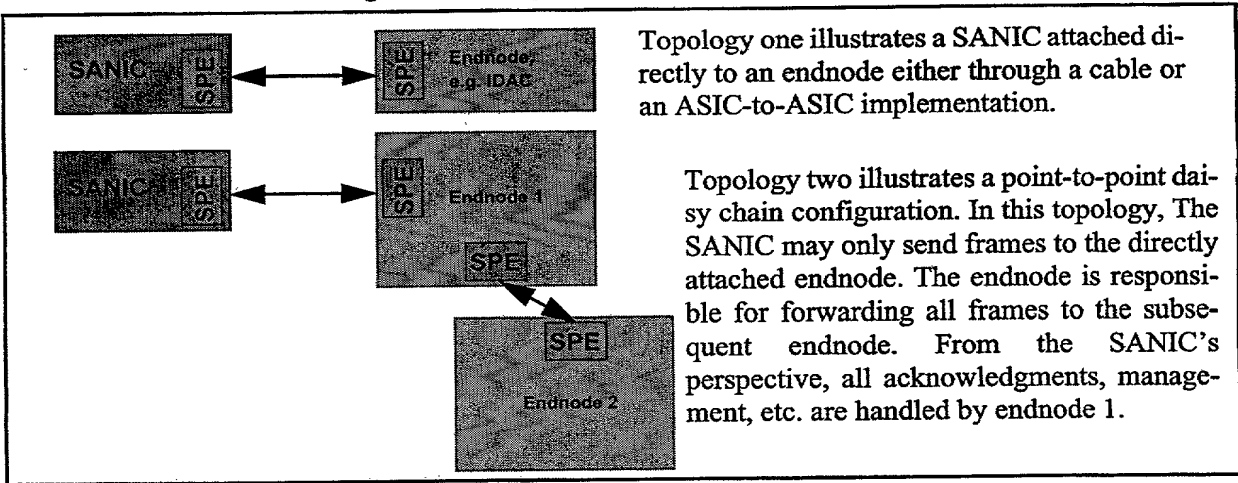 SANIC
SPE
SPE
Endnode,
e.g. IDAC
Topology one illustrates a SANIC attached di-
rectly to an endnode either through a cable or
an ASIC-to-ASIC implementation.
SANIC
SPE
SPE
Endnode 1
SPE
SPE
Endnode 2
Topology two illustrates a point-to-point dai-
sy chain configuration. In this topology, The
SANIC may only send frames to the directly
attached endnode. The endnode is responsi-
ble for forwarding all frames to the subse-
quent endnode. From the SANIC's
perspective, all acknowledgments, manage-
ment, etc. are handled by endnode 1.